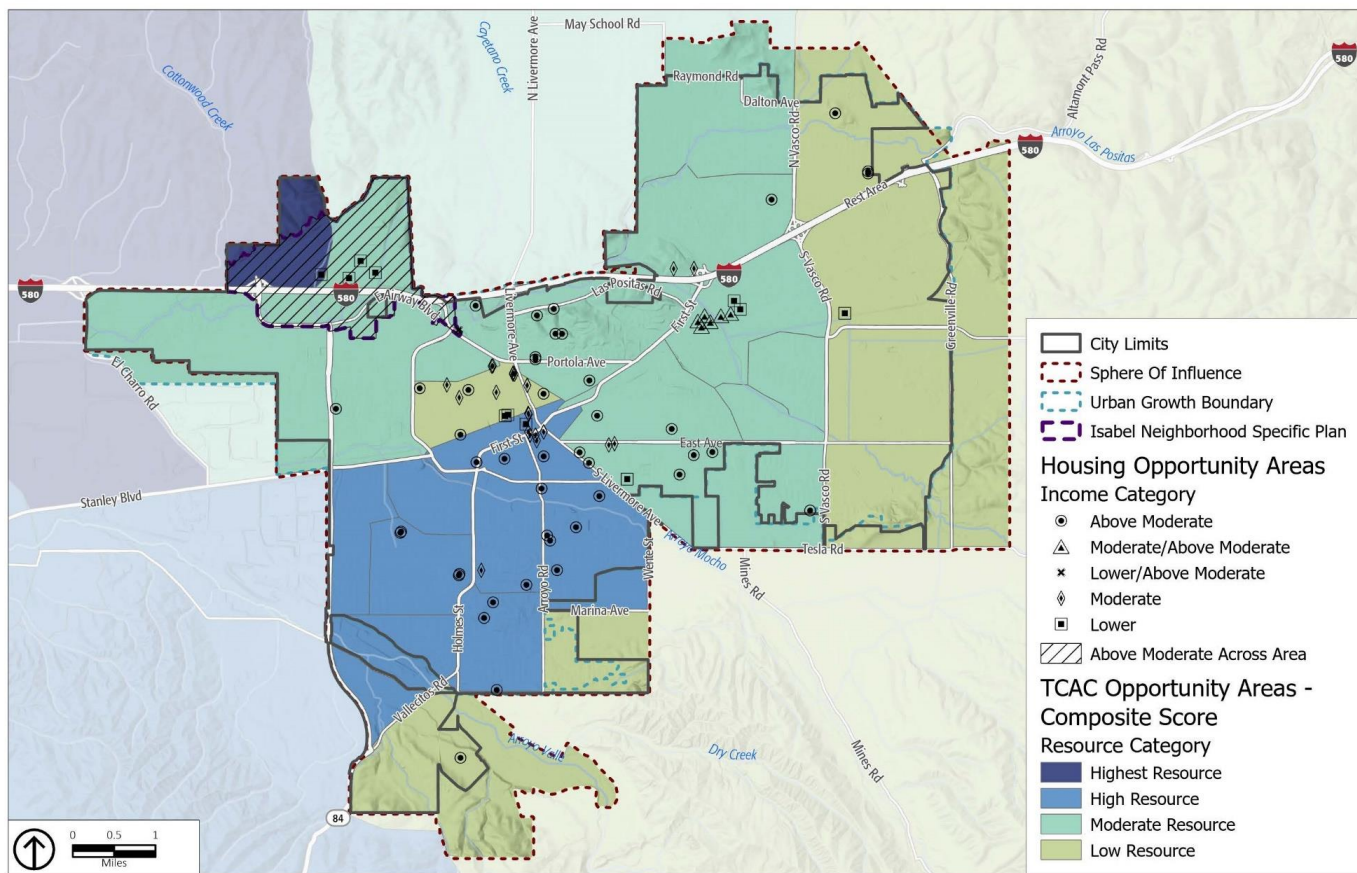 May School Rd
580
Cayetano Creek
N Livermore Ave
Altamont Pass Rd
Cottonwood Creek
Raymond Rd
Dalton Ave
N Vasco Rd
Arroyo Las Positas
580
580
Rest Area
580
580
580
Las Positas Rd
E Airway Blvd
Livermore Ave
First St
S Vasco Rd
Greenville Rd
El Charro Rd
Portola Ave
First St
East Ave
Stanley Blvd
S Livermore Ave
S Vasco Rd
Arroyo Mocho
Tesla Rd
Wente St
Mines Rd
Holmes St
Arroyo Rd
Marina Ave
Vallecitos Rd
Arroyo Valle
Dry Creek
Mines Rd
84
0 0.5 1
Miles
City Limits
Sphere Of Influence
Urban Growth Boundary
Isabel Neighborhood Specific Plan
Housing Opportunity Areas
Income Category
Above Moderate
Moderate/Above Moderate
Lower/Above Moderate
Moderate
Lower
Above Moderate Across Area
TCAC Opportunity Areas -
Composite Score
Resource Category
Highest Resource
High Resource
Moderate Resource
Low Resource